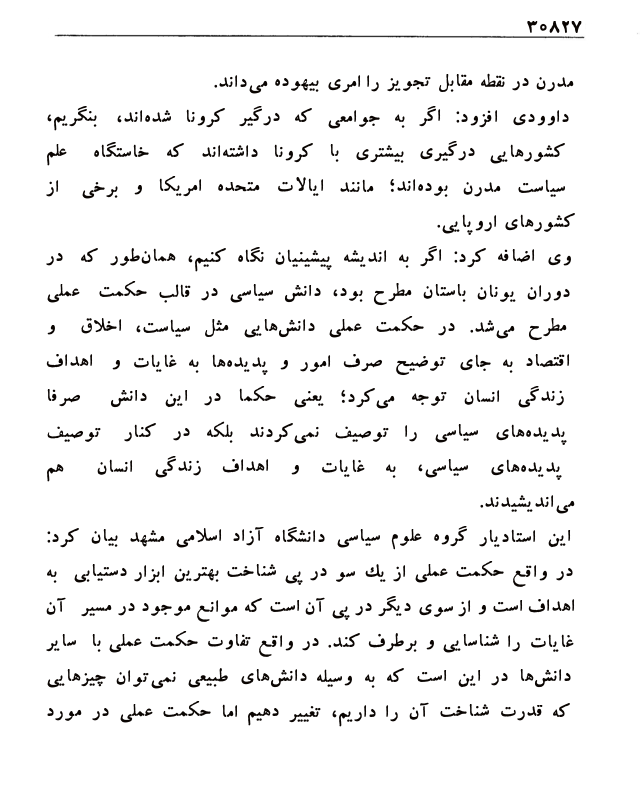 ۳۰۸۲۷
مدرن در نقطه مقابل تجویز را امری بیهوده می‌داند.
داوودی افزود: اگر به جوامعی که درگیر کرونا شده‌اند، بنگریم،
کشورهایی درگیری بیشتری با کرونا داشته‌اند که خاستگاه علم
سیاست مدرن بوده‌اند؛ مانند ایالات متحده امریکا و برخی از
کشورهای اروپایی.
وی اضافه کرد: اگر به اندیشه پیشینیان نگاه کنیم، همان‌طور که در
دوران یونان باستان مطرح بود، دانش سیاسی در قالب حکمت عملی
مطرح می‌شد. در حکمت عملی دانش‌هایی مثل سیاست، اخلاق و
اقتصاد به جای توضیح صرف امور و پدیده‌ها به غایات و اهداف
زندگی انسان توجه می‌کرد؛ یعنی حکما در این دانش صرفا
پدیده‌های سیاسی را توصیف نمی‌کردند بلکه در کنار توصیف
پدیده‌های سیاسی، به غایات و اهداف زندگی انسان هم
می‌اندیشیدند.
این استادیار گروه علوم سیاسی دانشگاه آزاد اسلامی مشهد بیان کرد:
در واقع حکمت عملی از یك سو در پی شناخت بهترین ابزار دستیابی به
اهداف است و از سوی دیگر در پی آن است که موانع موجود در مسیر آن
غایات را شناسایی و برطرف کند. در واقع تفاوت حکمت عملی با سایر
دانش‌ها در این است که به وسیله دانش‌های طبیعی نمی‌توان چیزهایی
که قدرت شناخت آن را داریم، تغییر دهیم اما حکمت عملی در مورد